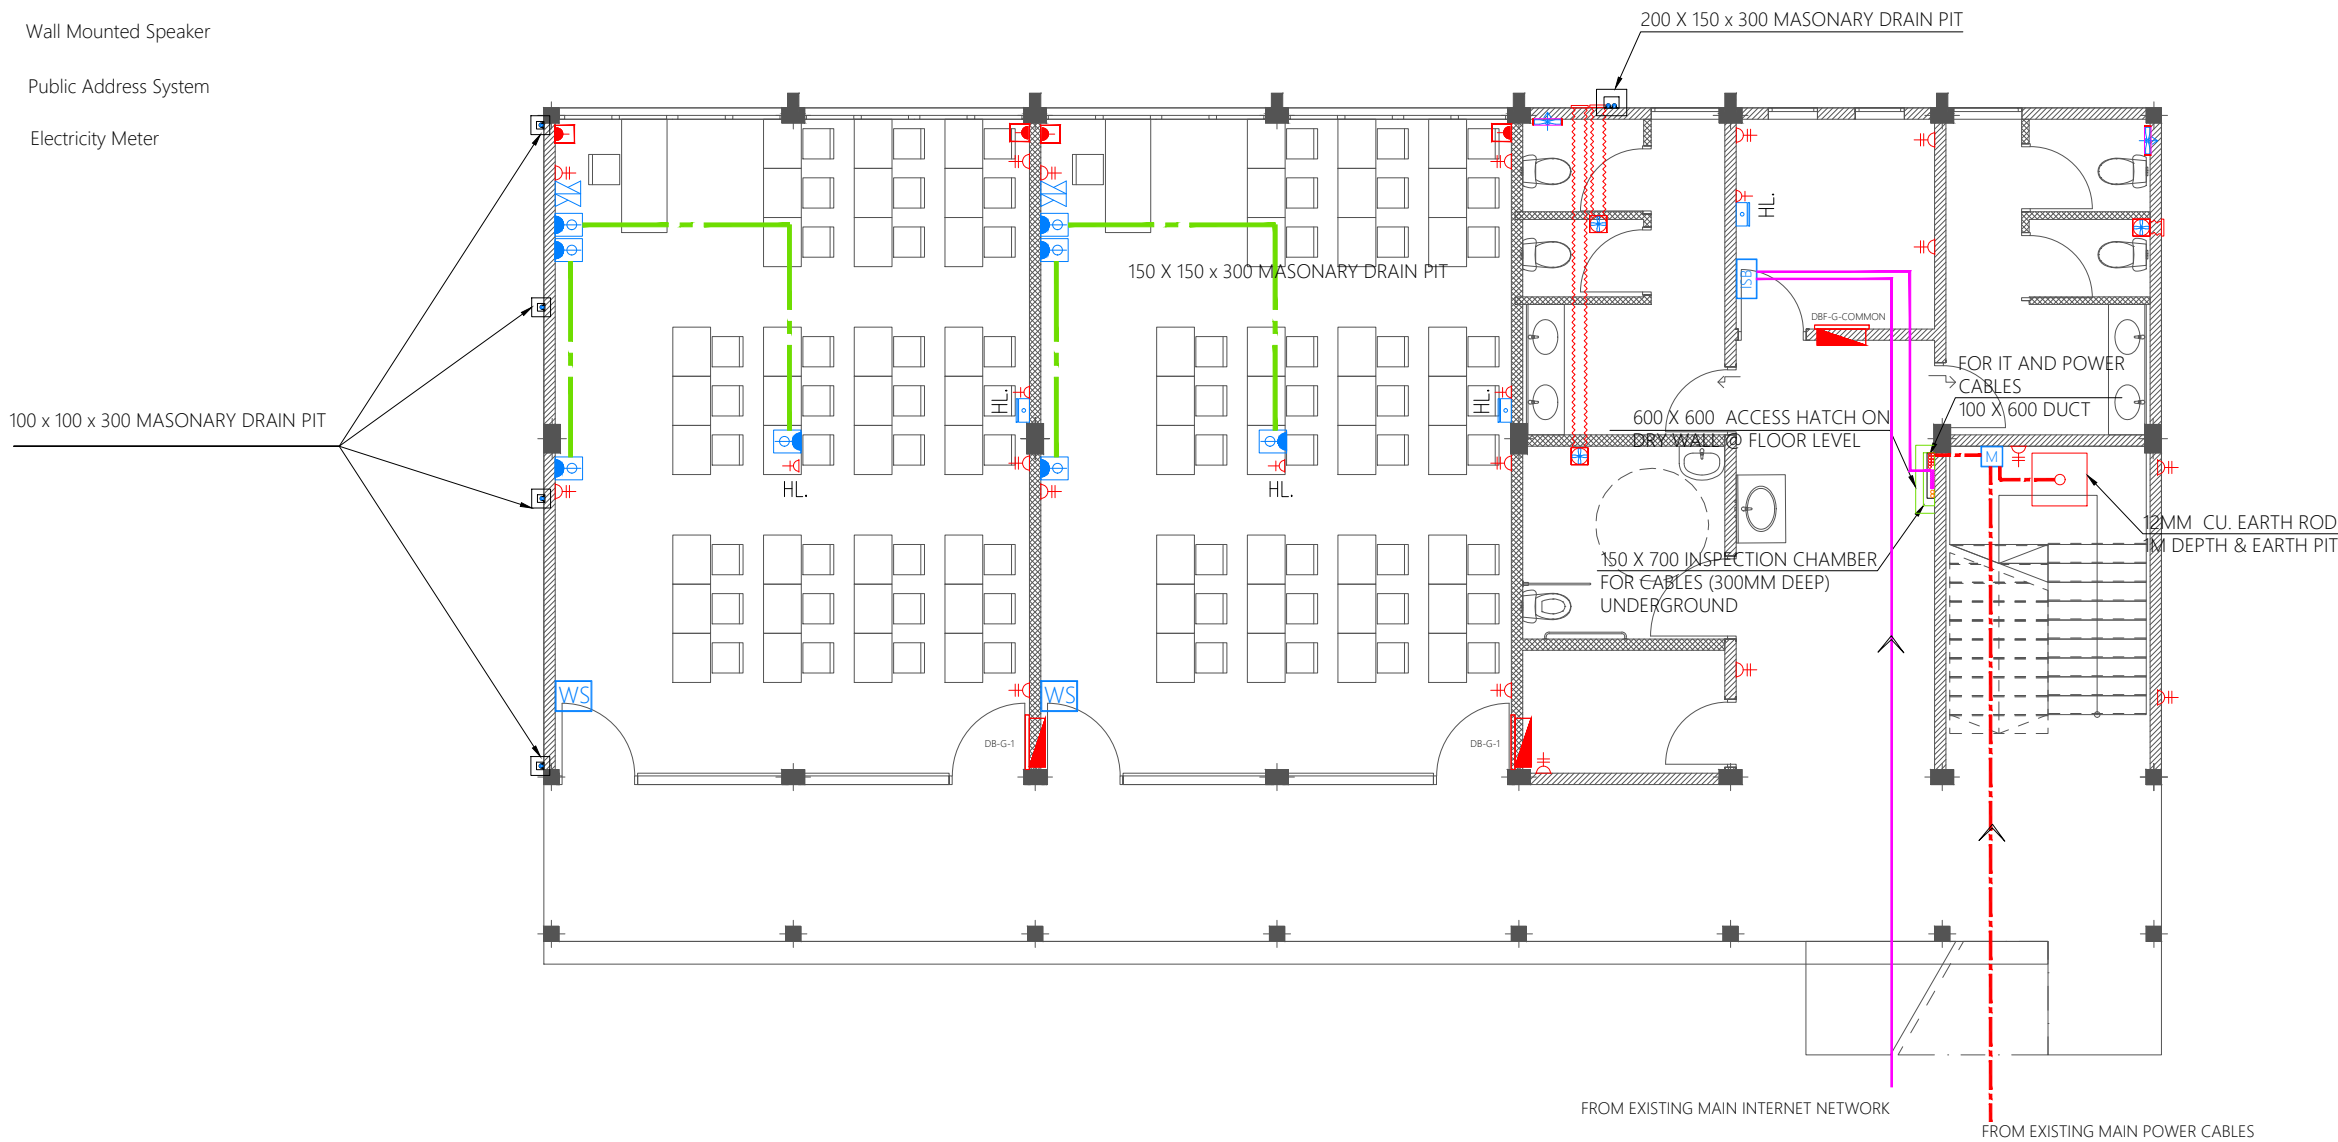 Wall Mounted Speaker
Public Address System
Electricity Meter
200 X 150 x 300 MASONARY DRAIN PIT
HL.
150 X 150 x 300 MASONARY DRAIN PIT
ISB
DBF-G-COMMON
FOR IT AND POWER
CABLES
100 X 600 DUCT
HL.
HL.
100 x 100 x 300 MASONARY DRAIN PIT
600 X 600 ACCESS HATCH ON
DRY WALL @ FLOOR LEVEL
M
HL.
HL.
12MM CU. EARTH ROD
1M DEPTH & EARTH PIT
150 X 700 INSPECTION CHAMBER
FOR CABLES (300MM DEEP)
UNDERGROUND
WS
WS
DB-G-1
DB-G-1
FROM EXISTING MAIN INTERNET NETWORK
FROM EXISTING MAIN POWER CABLES